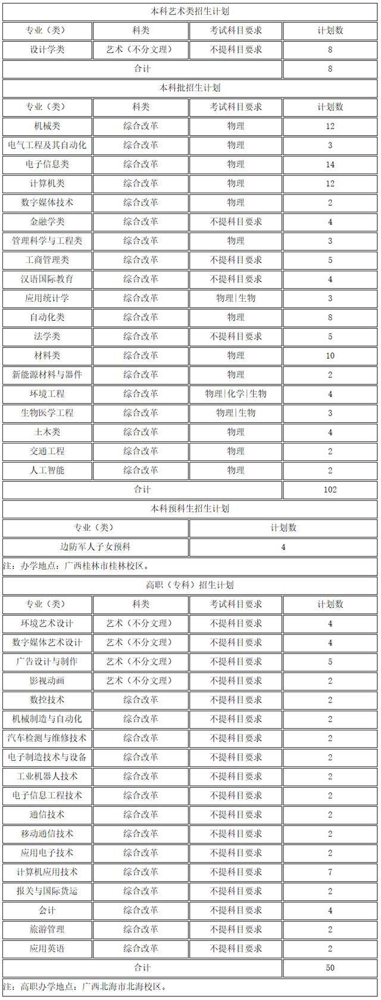 本科艺术类招生计划
专业（类） 科类 考试科目要求 计划数
设计学类 艺术（不分文理） 不提科目要求 8
合计 8
本科批招生计划
专业（类） 科类 考试科目要求 计划数
机械类 综合改革 物理 12
电气工程及其自动化 综合改革 物理 3
电子信息类 综合改革 物理 14
计算机类 综合改革 物理 12
数字媒体技术 综合改革 物理 2
金融学类 综合改革 不提科目要求 4
管理科学与工程类 综合改革 物理 3
工商管理类 综合改革 不提科目要求 5
汉语国际教育 综合改革 不提科目要求 4
应用统计学 综合改革 物理|生物 3
自动化类 综合改革 物理 8
法学类 综合改革 不提科目要求 5
材料类 综合改革 物理 10
新能源材料与器件 综合改革 物理 2
环境工程 综合改革 物理|化学|生物 4
生物医学工程 综合改革 物理|生物 3
土木类 综合改革 物理 4
交通工程 综合改革 物理 2
人工智能 综合改革 物理 2
合计 102
本科预科生招生计划
专业（类） 计划数
边防军人子女预科 4
注：办学地点：广西桂林市桂林校区。
高职（专科）招生计划
专业（类） 科类 考试科目要求 计划数
环境艺术设计 艺术（不分文理） 不提科目要求 4
数字媒体艺术设计 艺术（不分文理） 不提科目要求 4
广告设计与制作 艺术（不分文理） 不提科目要求 5
影视动画 艺术（不分文理） 不提科目要求 2
数控技术 综合改革 不提科目要求 2
机械制造与自动化 综合改革 不提科目要求 2
汽车检测与维修技术 综合改革 不提科目要求 2
电子制造技术与设备 综合改革 不提科目要求 2
工业机器人技术 综合改革 不提科目要求 2
电子信息工程技术 综合改革 不提科目要求 2
通信技术 综合改革 不提科目要求 2
移动通信技术 综合改革 不提科目要求 2
应用电子技术 综合改革 不提科目要求 2
计算机应用技术 综合改革 不提科目要求 7
报关与国际货运 综合改革 不提科目要求 2
会计 综合改革 不提科目要求 4
旅游管理 综合改革 不提科目要求 2
应用英语 综合改革 不提科目要求 2
合计 50
注：高职办学地点：广西北海市北海校区。